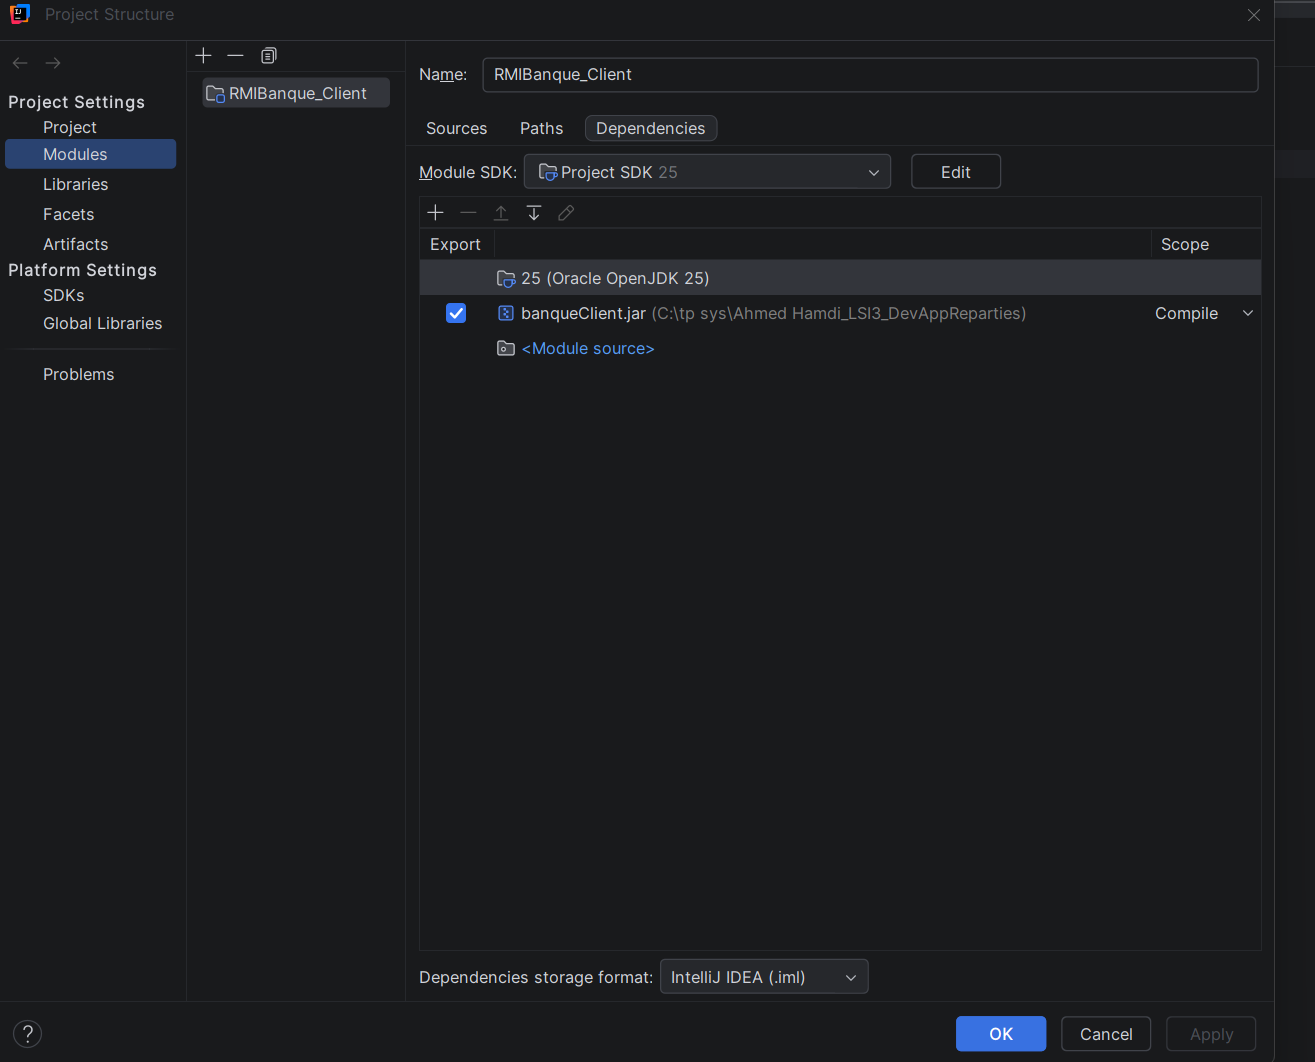 Project Structure
Project Settings
Project
Modules
Libraries
Facets
Artifacts
Platform Settings
SDKs
Global Libraries
Problems
RMIBanque_Client
Name: RMIBanque_Client
Sources Paths Dependencies
Module SDK: Project SDK 25 Edit
Export Scope
25 (Oracle OpenJDK 25)
banqueClient.jar (C:\tp sys\Ahmed Hamdi_LSI3_DevAppReparties) Compile
<Module source>
Dependencies storage format: IntelliJ IDEA (.iml)
? OK Cancel Apply